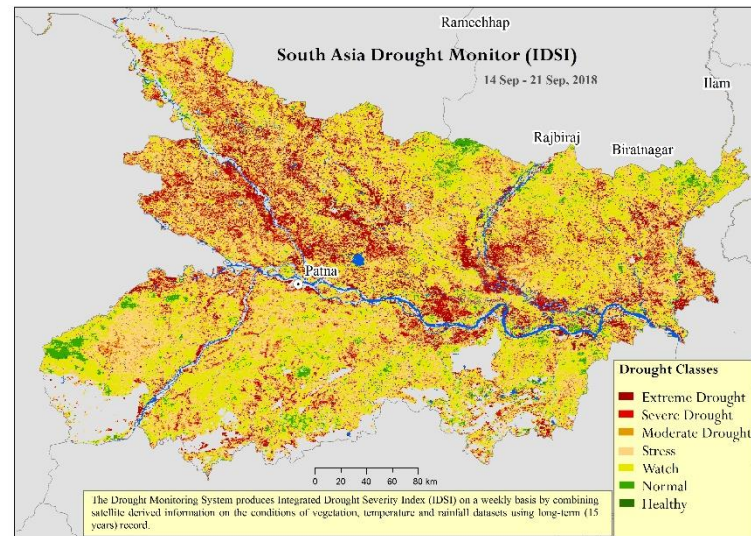 Ramechhap
South Asia Drought Monitor (IDSI)
14 Sep - 21 Sep, 2018
Ilam
Rajbiraj
Biratnagar
Patna
Drought Classes
Extreme Drought
Severe Drought
Moderate Drought
Stress
Watch
Normal
Healthy
0 20 40 60 80 km
The Drought Monitoring System produces Integrated Drought Severity Index (IDSI) on a weekly basis by combining
satellite derived information on the conditions of vegetation, temperature and rainfall datasets using long-term (15
years) record.